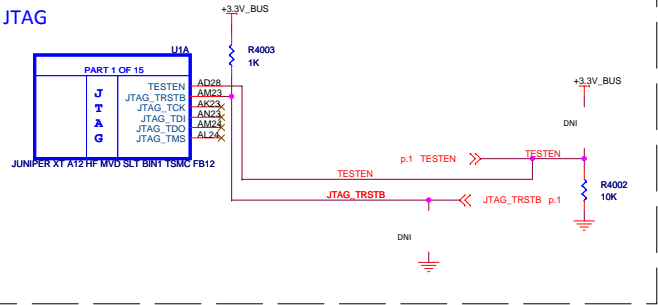 JTAG
+3.3V_BUS
R4003
1K
U1A
PART 1 OF 15
JTAG
TESTEN AD28
JTAG_TRSTB AM23
JTAG_TCK AK23
JTAG_TDI AN23
JTAG_TDO AM24
JTAG_TMS AL24
JUNIPER XT A12 HF MVD SLT BIN1 TSMC FB12
+3.3V_BUS
DNI
p.1 TESTEN
TESTEN
TESTEN
R4002
10K
JTAG_TRSTB
JTAG_TRSTB p.1
DNI